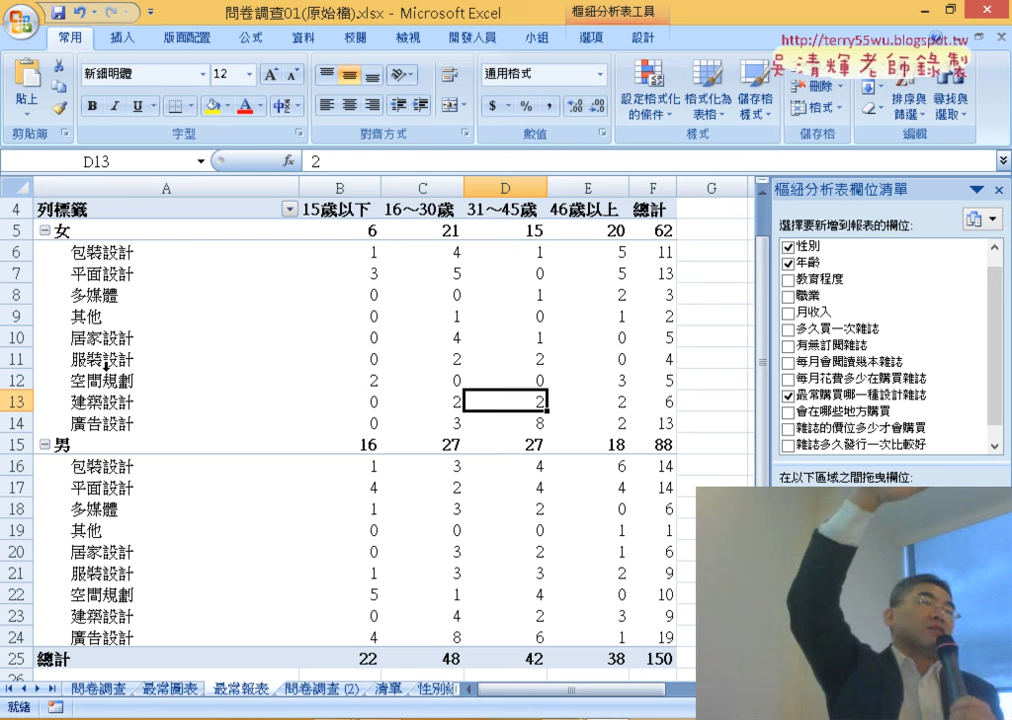 問卷調查01(原始檔).xlsx - Microsoft Excel
樞紐分析表工具
常用 插入 版面配置 公式 資料 校閱 檢視 開發人員 小組 選項 設計
http://terry55wu.blogspot.tw
吳清輝老師錄製
貼上
新細明體 12
通用格式
設定格式化的條件
格式化為表格
儲存格樣式
刪除
格式
排序與篩選
尋找與選取
剪貼簿 字型 對齊方式 數值 樣式 儲存格 編輯
D13 fx 2
A B C D E F G
4 列標籤 15歲以下 16～30歲 31～45歲 46歲以上 總計
5 女 6 21 15 20 62
6 包裝設計 1 4 1 5 11
7 平面設計 3 5 0 5 13
8 多媒體 0 0 1 2 3
9 其他 0 1 0 1 2
10 居家設計 0 4 1 0 5
11 服裝設計 0 2 2 0 4
12 空間規劃 2 0 0 3 5
13 建築設計 0 2 2 2 6
14 廣告設計 0 3 8 2 13
15 男 16 27 27 18 88
16 包裝設計 1 3 4 6 14
17 平面設計 4 2 4 4 14
18 多媒體 1 3 2 0 6
19 其他 0 0 0 1 1
20 居家設計 0 3 2 1 6
21 服裝設計 1 3 3 2 9
22 空間規劃 5 1 4 0 10
23 建築設計 0 4 2 3 9
24 廣告設計 4 8 6 1 19
25 總計 22 48 42 38 150
樞紐分析表欄位清單
選擇要新增到報表的欄位:
性別
年齡
教育程度
職業
月收入
多久買一次雜誌
有無訂閱雜誌
每月會閱讀幾本雜誌
每月花費多少在購買雜誌
最常購買哪一種設計雜誌
會在哪些地方購買
雜誌的價位多少才會購買
雜誌多久發行一次比較好
在以下區域之間拖曳欄位:
問卷調查 最常圖表 最常報表 問卷調查 (2) 清單
就緒